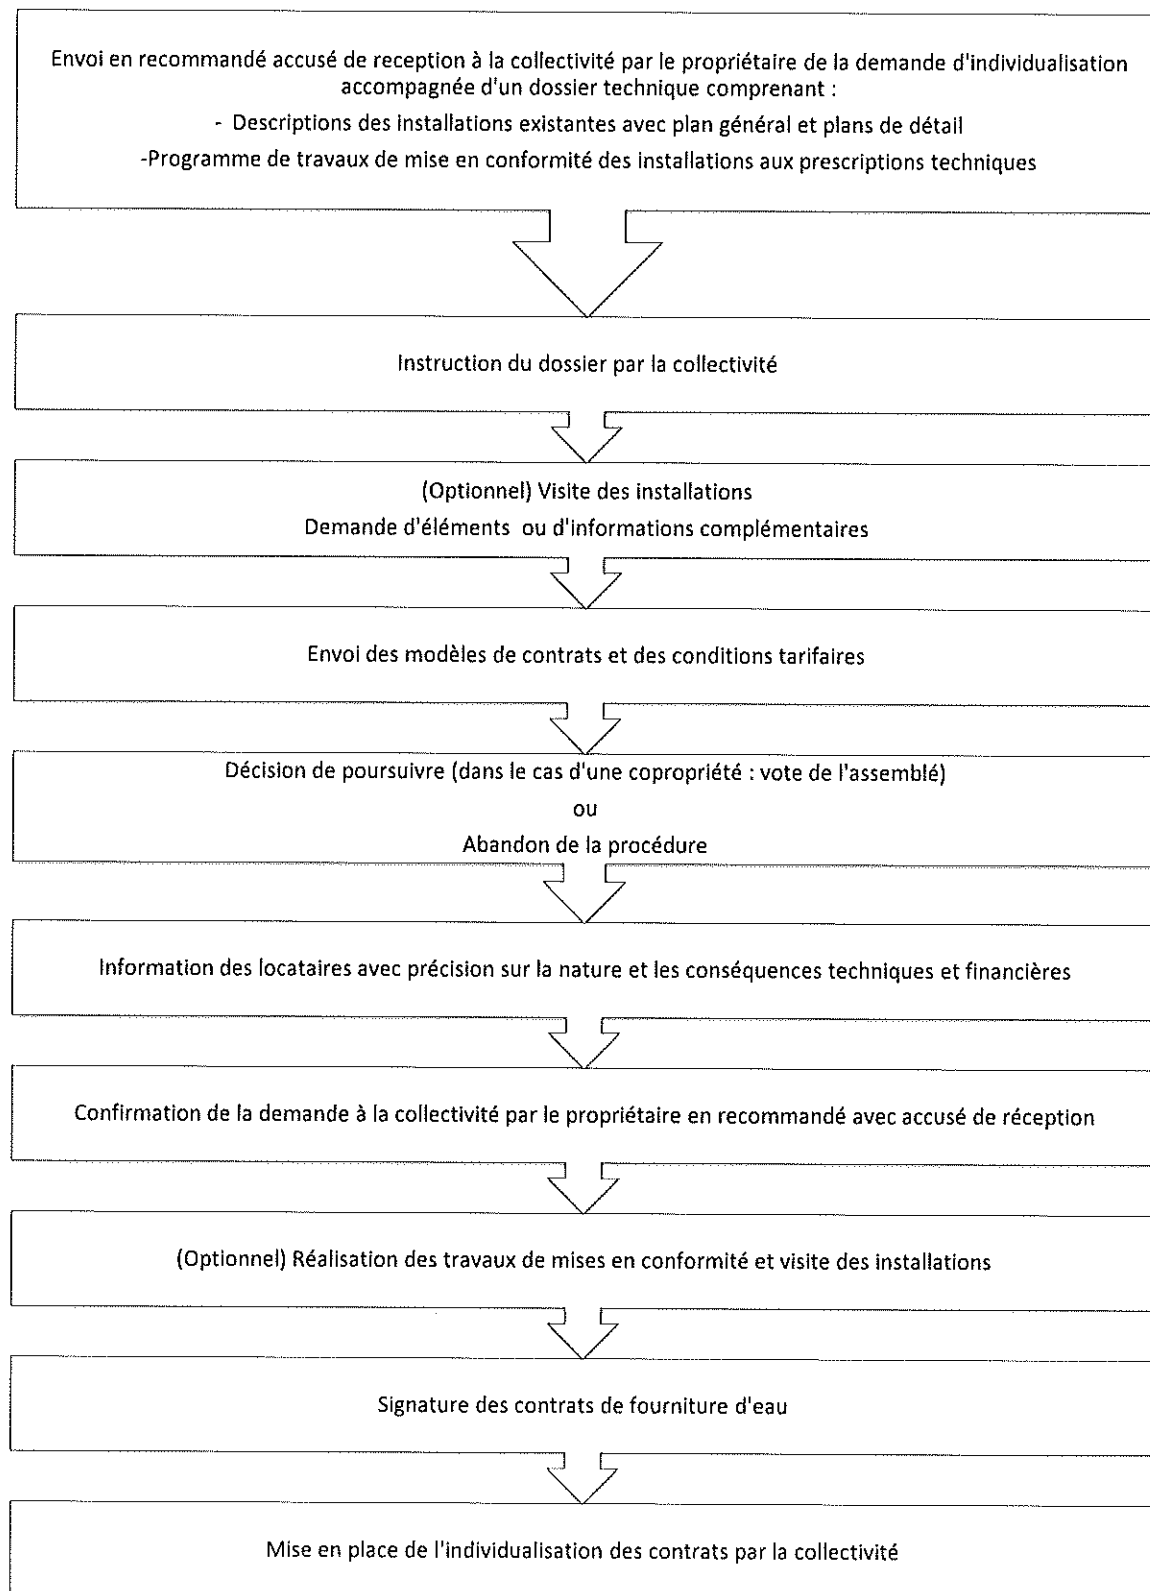 Envoi en recommandé accusé de reception à la collectivité par le propriétaire de la demande d'individualisation
accompagnée d'un dossier technique comprenant :
- Descriptions des installations existantes avec plan général et plans de détail
-Programme de travaux de mise en conformité des installations aux prescriptions techniques
Instruction du dossier par la collectivité
(Optionnel) Visite des installations
Demande d'éléments ou d'informations complémentaires
Envoi des modèles de contrats et des conditions tarifaires
Décision de poursuivre (dans le cas d'une copropriété : vote de l'assemblé)
ou
Abandon de la procédure
Information des locataires avec précision sur la nature et les conséquences techniques et financières
Confirmation de la demande à la collectivité par le propriétaire en recommandé avec accusé de réception
(Optionnel) Réalisation des travaux de mises en conformité et visite des installations
Signature des contrats de fourniture d'eau
Mise en place de l'individualisation des contrats par la collectivité